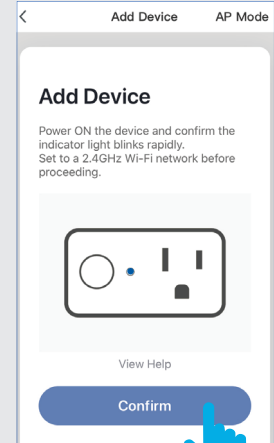 Add Device AP Mode
Add Device
Power ON the device and confirm the
indicator light blinks rapidly.
Set to a 2.4GHz Wi-Fi network before
proceeding.
View Help
Confirm